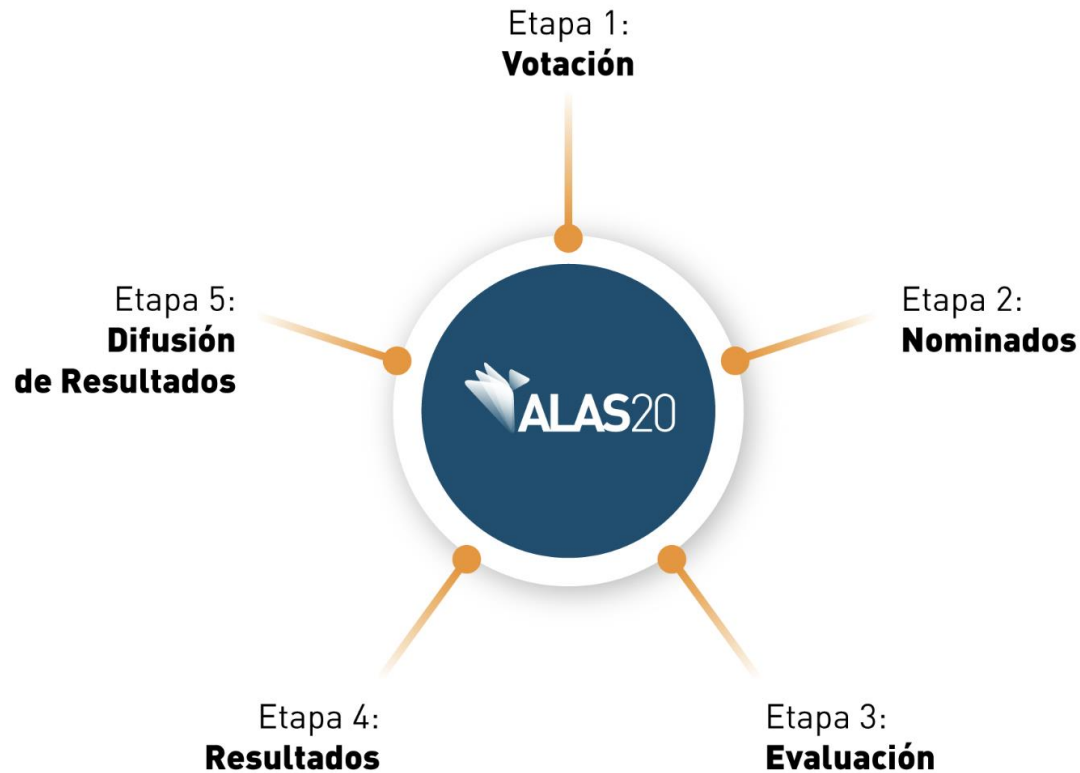 Etapa 1:
Votación
Etapa 2:
Nominados
Etapa 3:
Evaluación
Etapa 4:
Resultados
Etapa 5:
Difusión
de Resultados
ALAS20